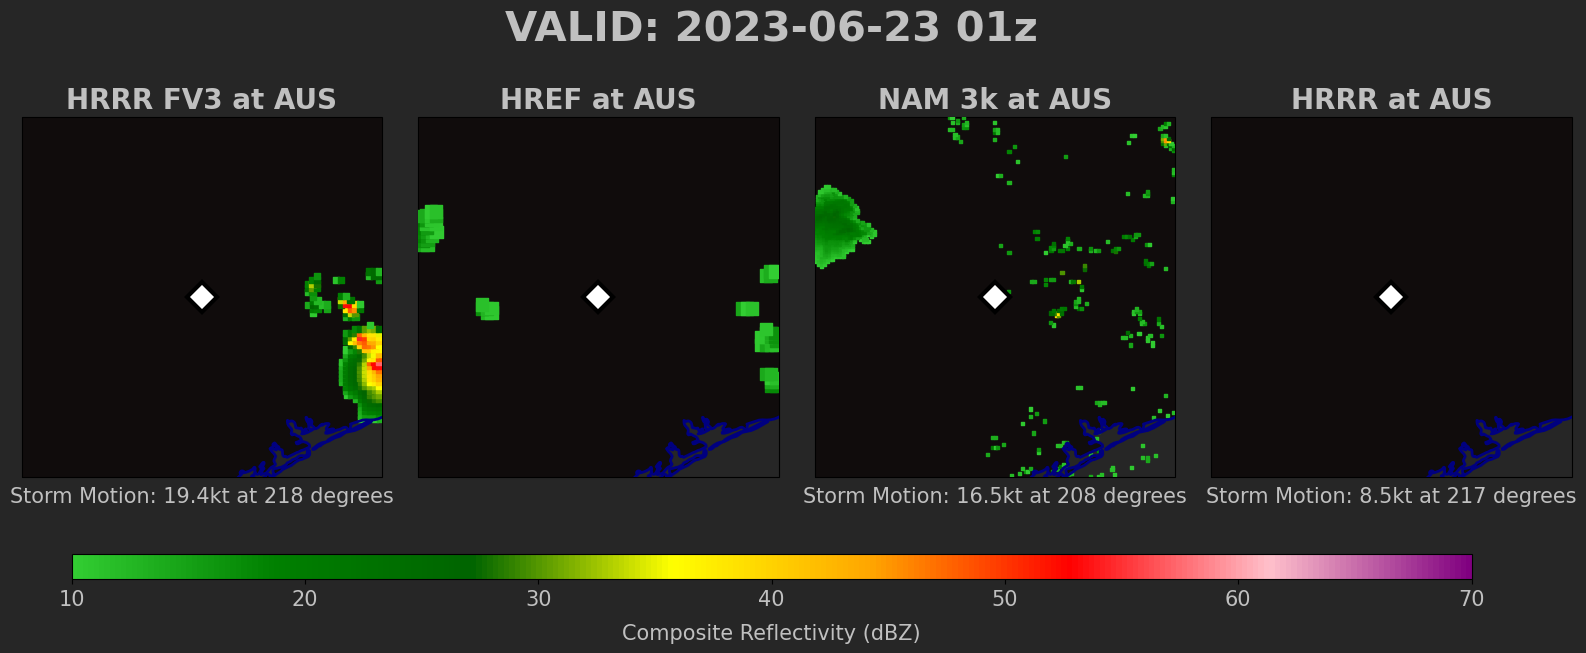 VALID: 2023-06-23 01z
HRRR FV3 at AUS
HREF at AUS
NAM 3k at AUS
HRRR at AUS
Storm Motion: 19.4kt at 218 degrees
Storm Motion: 16.5kt at 208 degrees
Storm Motion: 8.5kt at 217 degrees
10 20 30 40 50 60 70
Composite Reflectivity (dBZ)